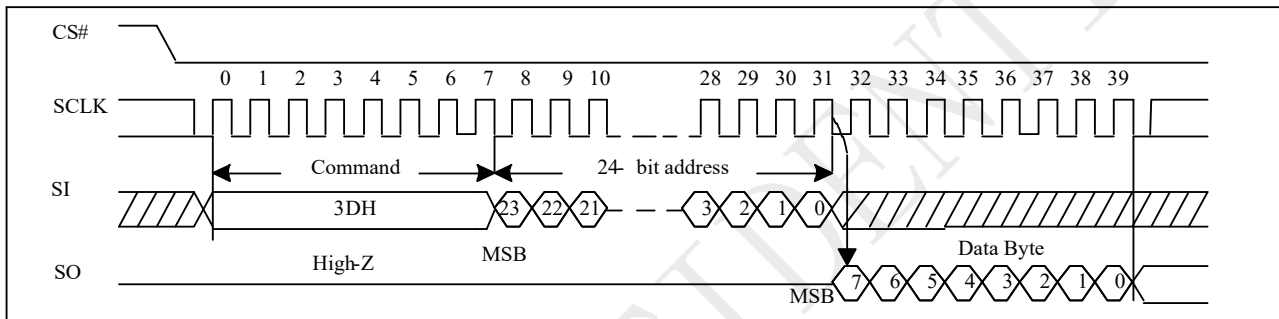 CS#
0 1 2 3 4 5 6 7 8 9 10 28 29 30 31 32 33 34 35 36 37 38 39
SCLK
Command 24- bit address
SI
3DH 23 22 21 3 2 1 0
MSB Data Byte
High-Z
SO
MSB 7 6 5 4 3 2 1 0